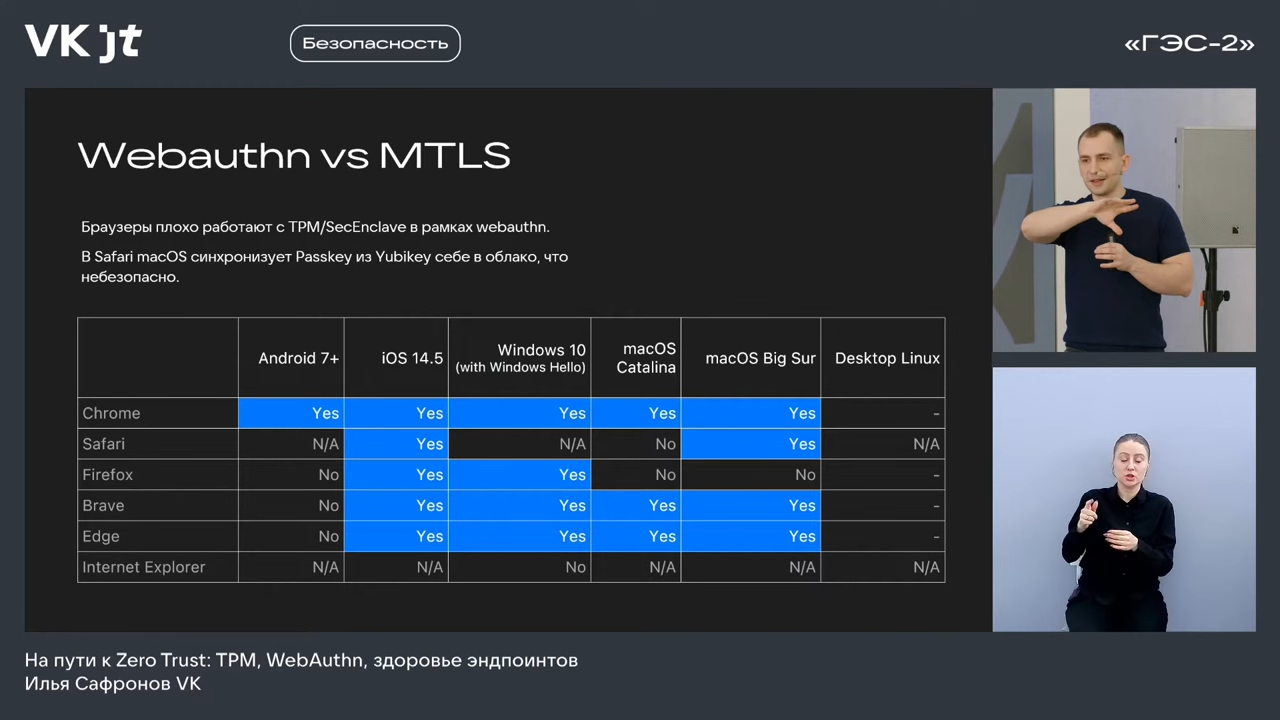 VK jt
Безопасность
«ГЭС-2»
Webauthn vs MTLS
Браузеры плохо работают с TPM/SecEnclave в рамках webauthn.
В Safari macOS синхронизует Passkey из Yubikey себе в облако, что
небезопасно.
Android 7+ iOS 14.5 Windows 10 (with Windows Hello) macOS Catalina macOS Big Sur Desktop Linux
Chrome Yes Yes Yes Yes Yes -
Safari N/A Yes N/A No Yes N/A
Firefox No Yes Yes No No -
Brave No Yes Yes Yes Yes -
Edge No Yes Yes Yes Yes -
Internet Explorer N/A N/A No N/A N/A N/A
На пути к Zero Trust: TPM, WebAuthn, здоровье эндпоинтов
Илья Сафронов VK